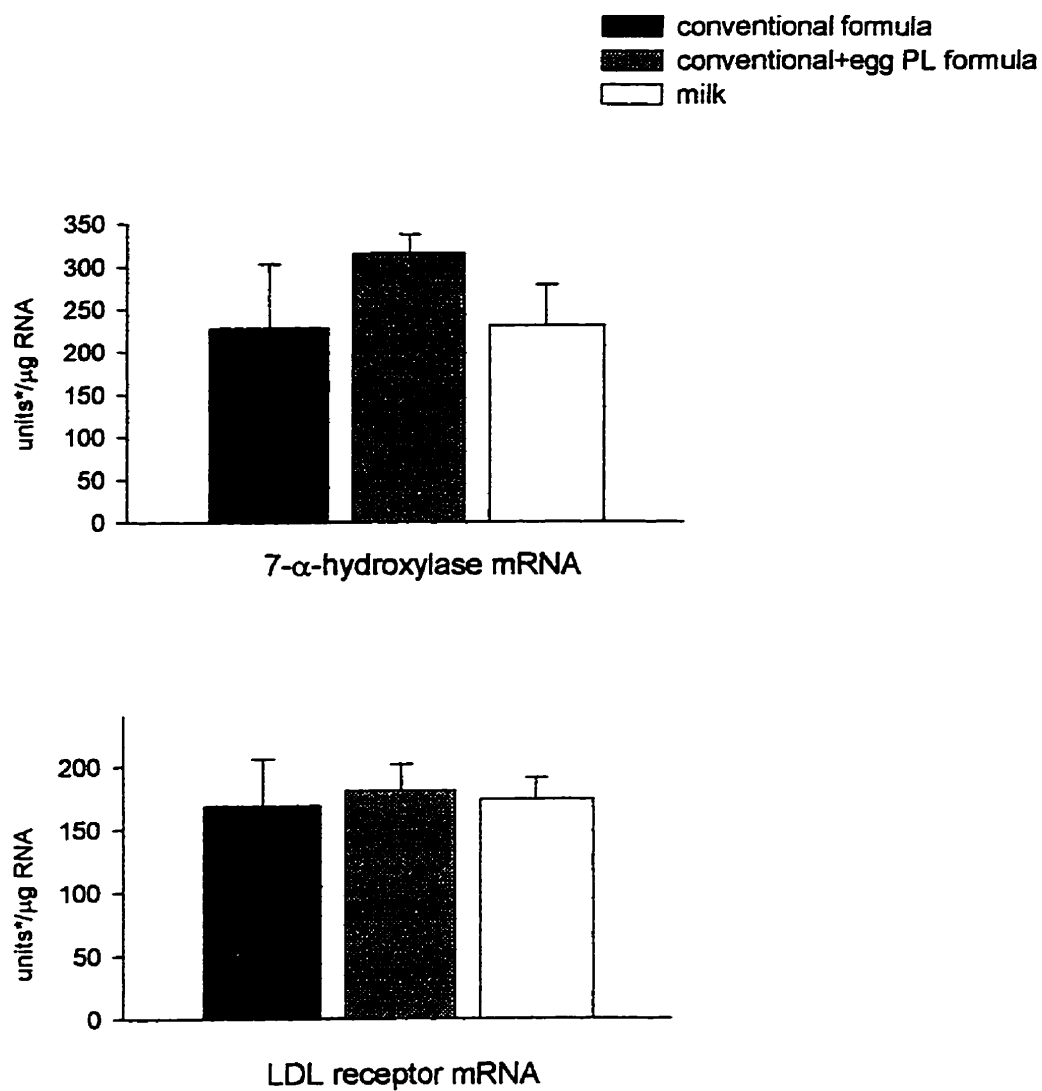 conventional formula
conventional+egg PL formula
milk
350
300
250
200
150
100
50
0
units*/µg RNA
7-α-hydroxylase mRNA
200
150
100
50
0
units*/µg RNA
LDL receptor mRNA